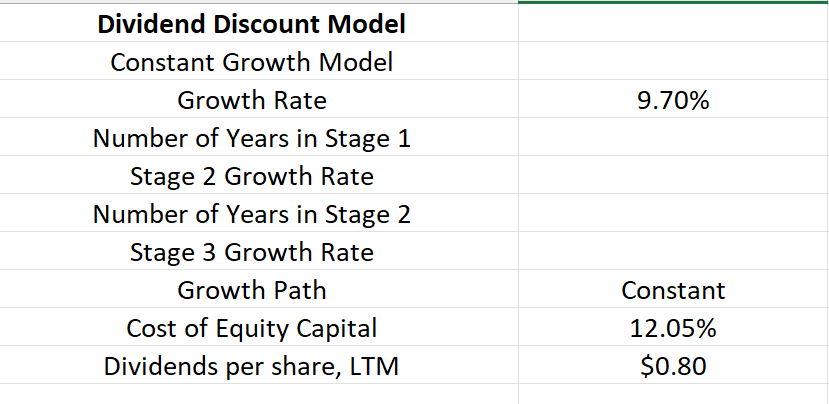 Dividend Discount Model
Constant Growth Model
Growth Rate 9.70%
Number of Years in Stage 1
Stage 2 Growth Rate
Number of Years in Stage 2
Stage 3 Growth Rate
Growth Path Constant
Cost of Equity Capital 12.05%
Dividends per share, LTM $0.80